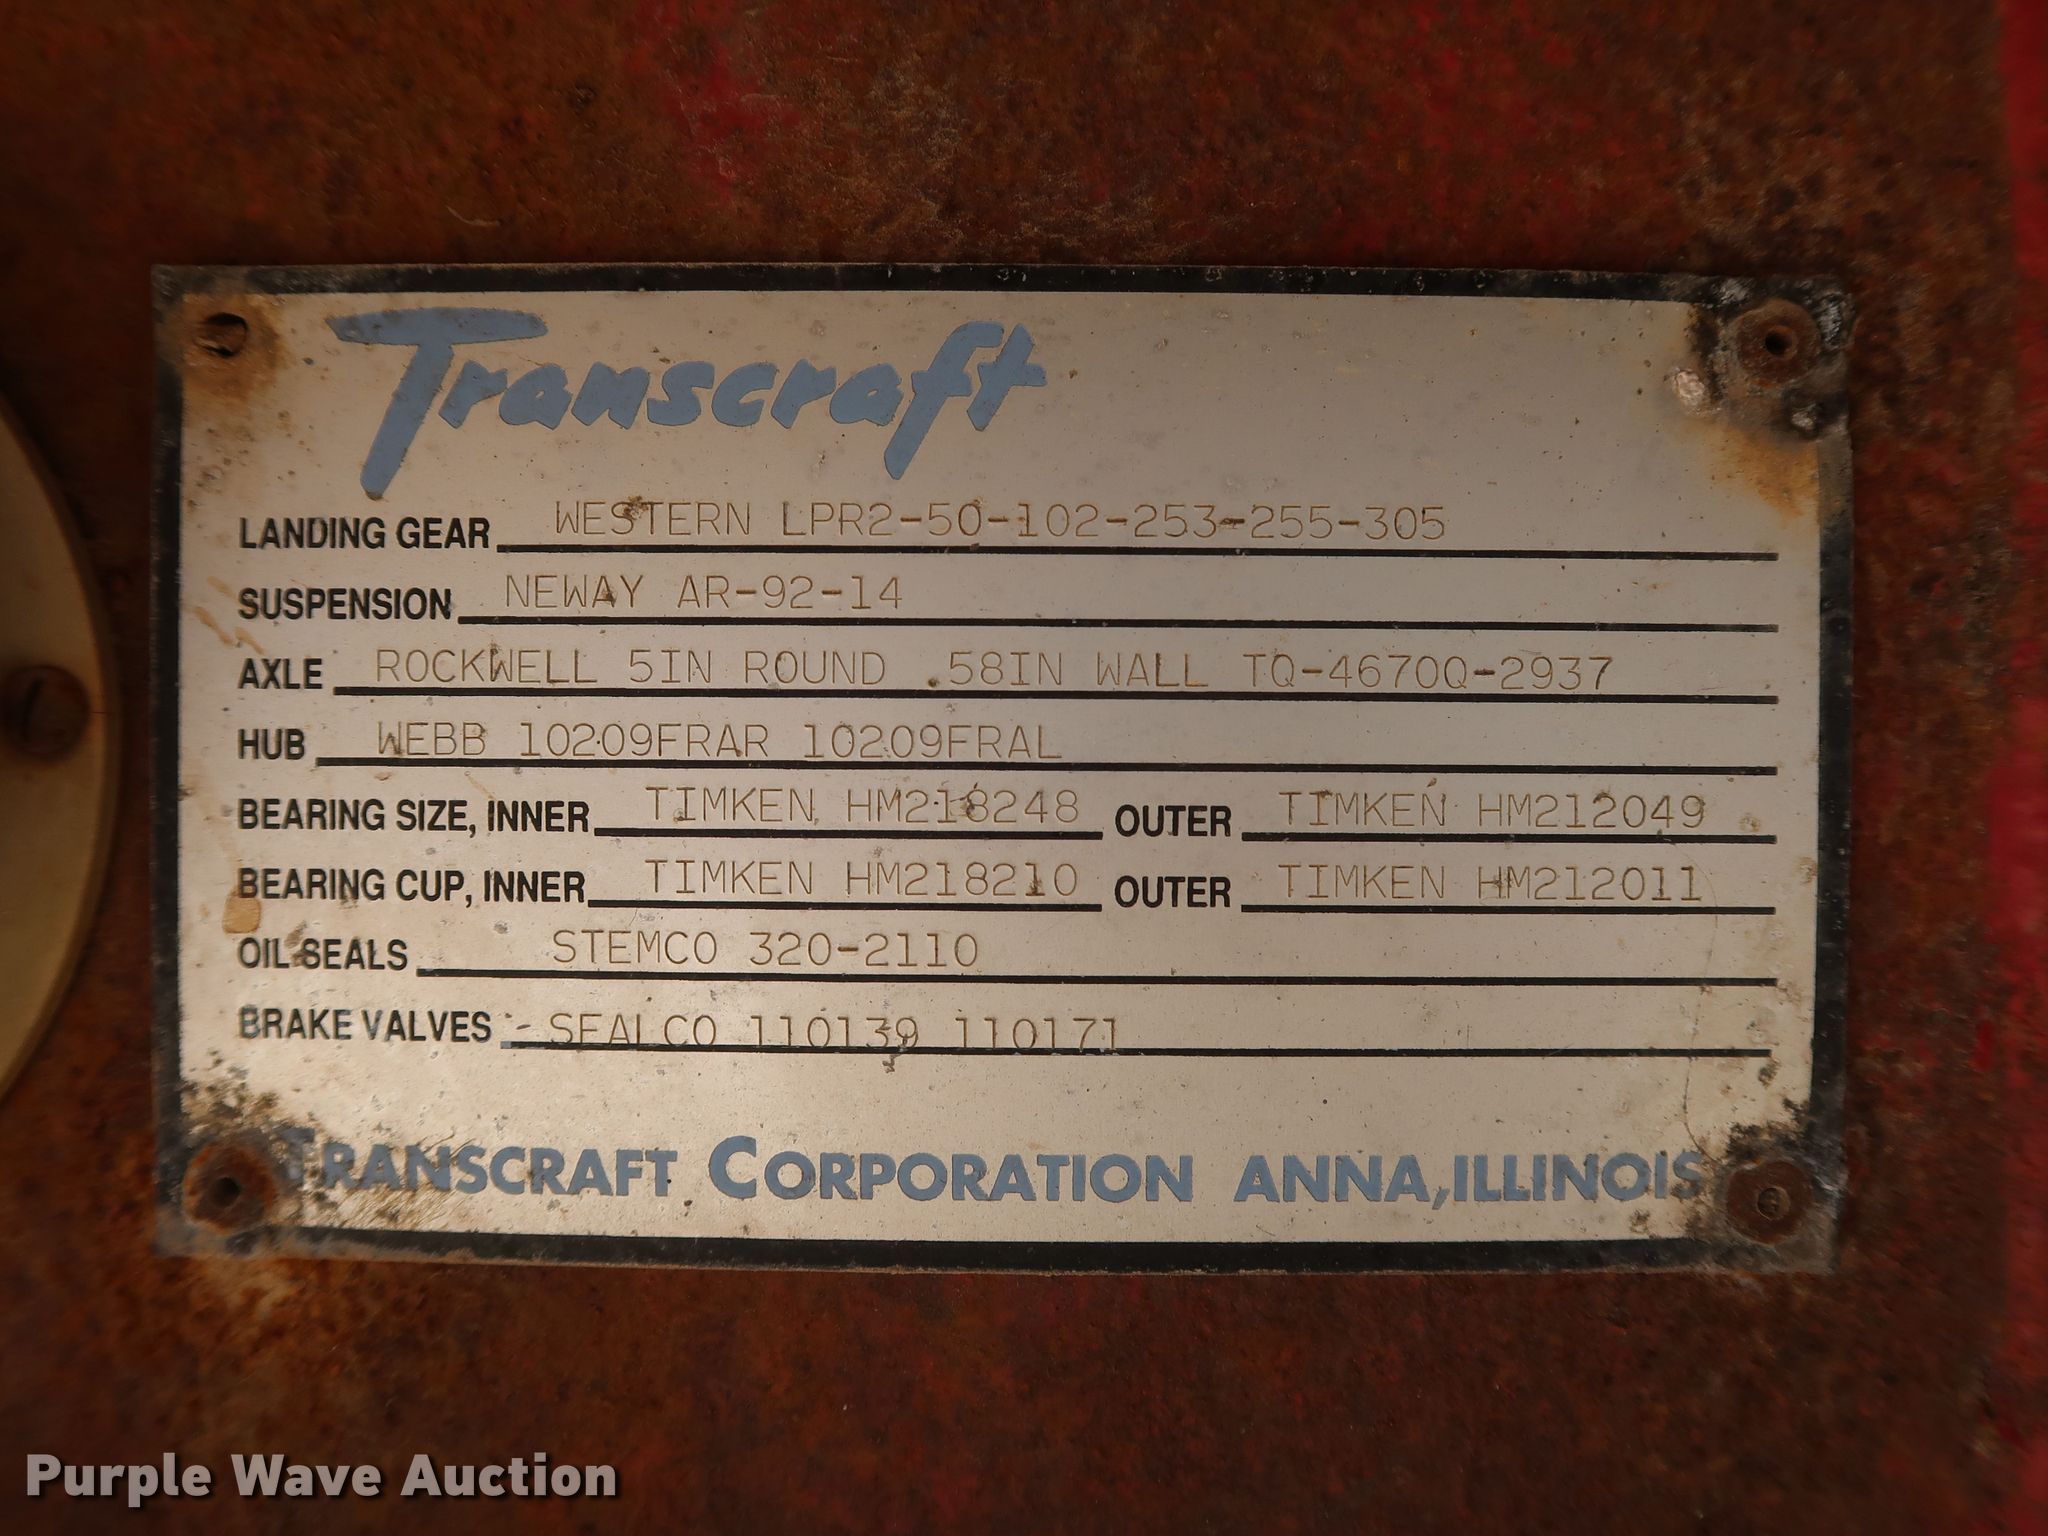 Transcraft
LANDING GEAR WESTERN LPR2-50-102-253-255-305
SUSPENSION NEWAY AR-92-14
AXLE ROCKWELL 5IN ROUND .58IN WALL TQ-4670Q-2937
HUB WEBB 10209FRAR 10209FRAL
BEARING SIZE, INNER TIMKEN HM218248 OUTER TIMKEN HM212049
BEARING CUP, INNER TIMKEN HM218210 OUTER TIMKEN HM212011
OIL SEALS STEMCO 320-2110
BRAKE VALVES SEALCO 110139 110171
TRANSCRAFT CORPORATION ANNA, ILLINOIS
Purple Wave Auction